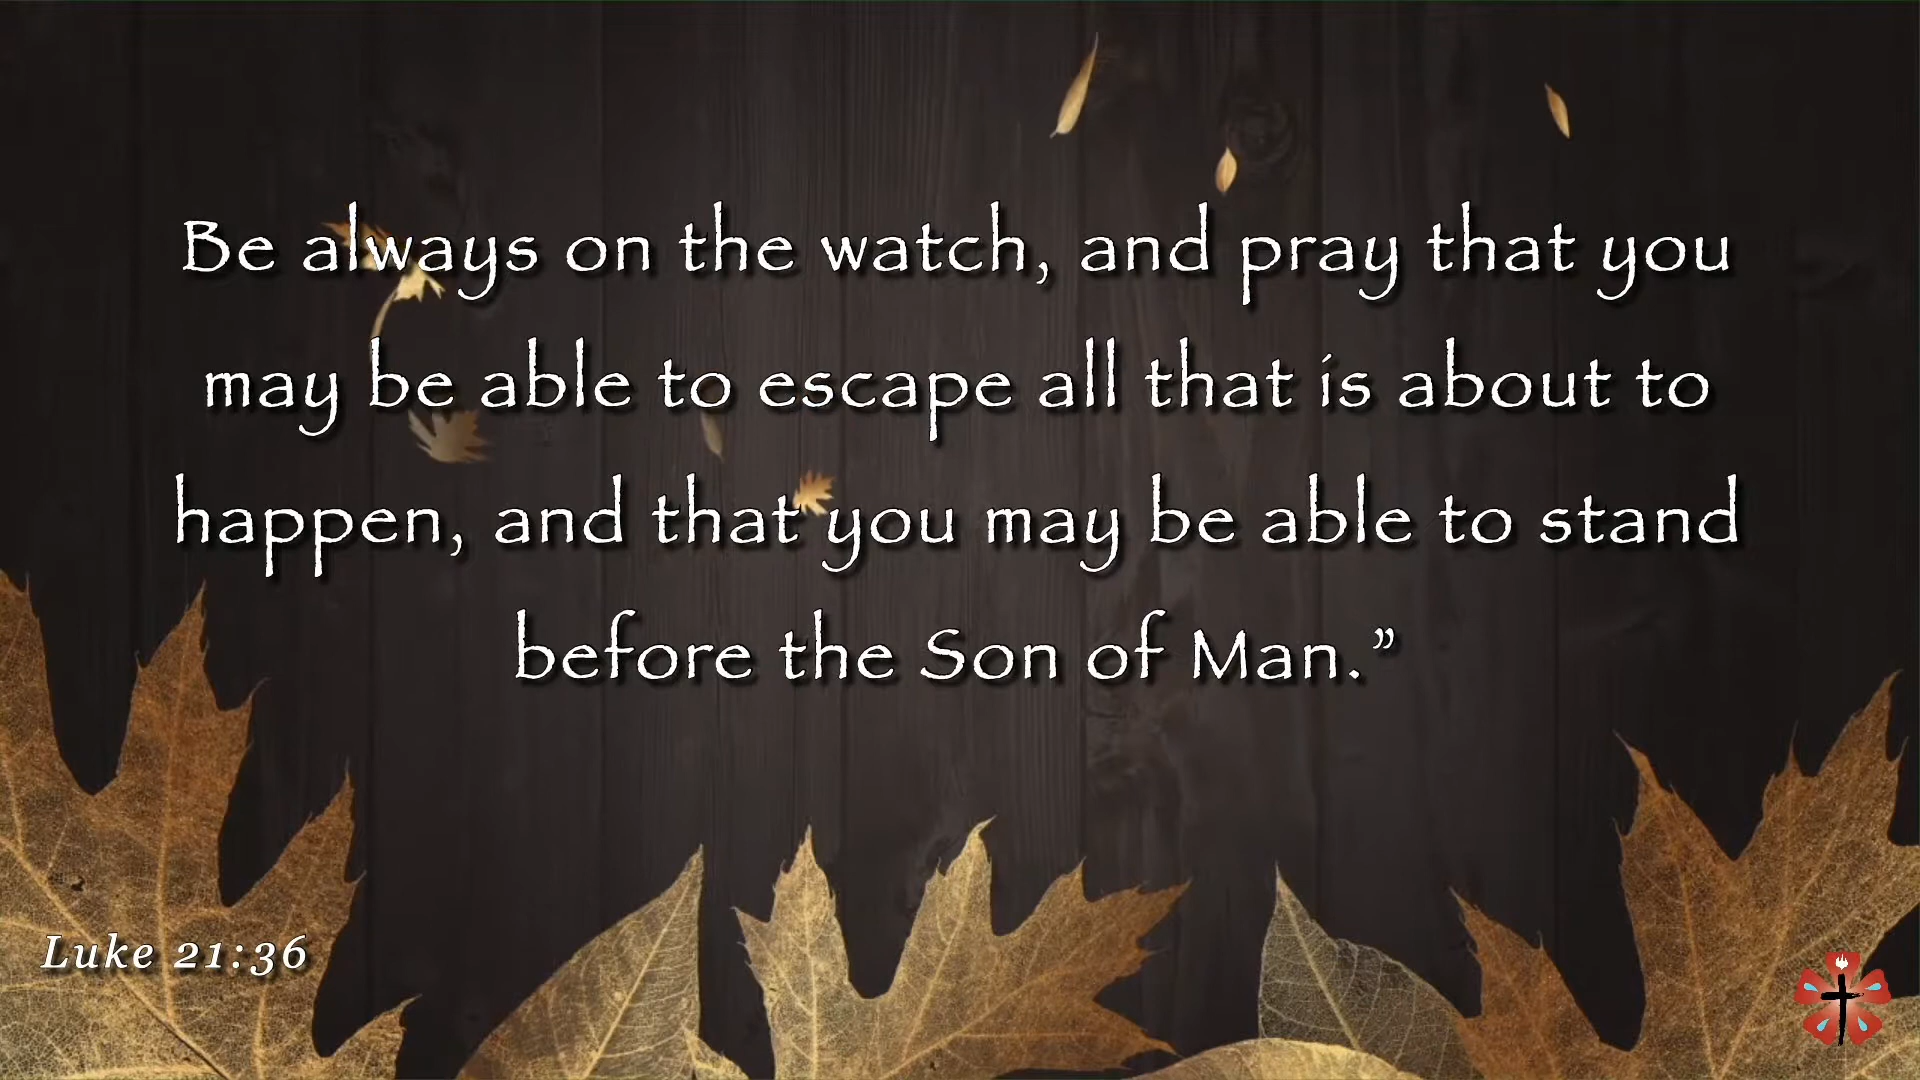 Be always on the watch, and pray that you
may be able to escape all that is about to
happen, and that you may be able to stand
before the Son of Man.”
Luke 21:36